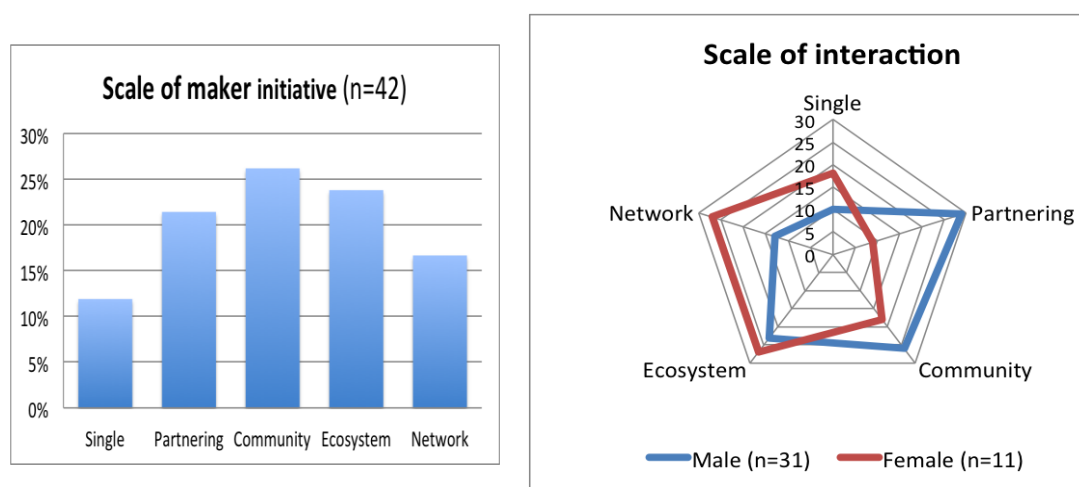 Scale of maker initiative (n=42)
30%
25%
20%
15%
10%
5%
0%
Single Partnering Community Ecosystem Network
Scale of interaction
Single
30
25
20
15
10
5
0
Network
Partnering
Ecosystem
Community
Male (n=31) Female (n=11)